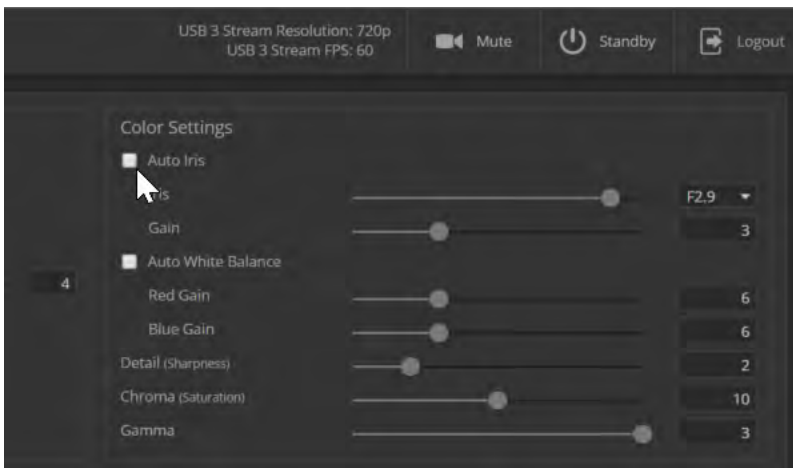 USB 3 Stream Resolution: 720p
USB 3 Stream FPS: 60
Mute
Standby
Logout
Color Settings
Auto Iris
F2.9
Gain 3
Auto White Balance
4
Red Gain 6
Blue Gain 6
Detail (Sharpness) 2
Chroma (Saturation) 10
Gamma 3